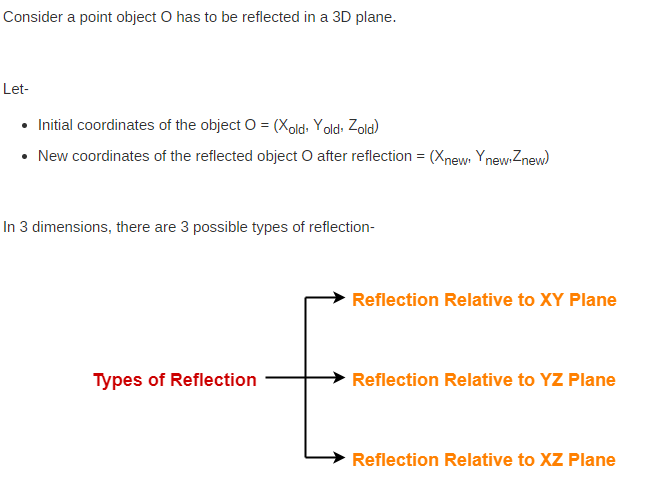 Consider a point object O has to be reflected in a 3D plane.
Let-
• Initial coordinates of the object O = (Xold, Yold, Zold)
• New coordinates of the reflected object O after reflection = (Xnew, Ynew,Znew)
In 3 dimensions, there are 3 possible types of reflection-
Reflection Relative to XY Plane
Types of Reflection
Reflection Relative to YZ Plane
Reflection Relative to XZ Plane